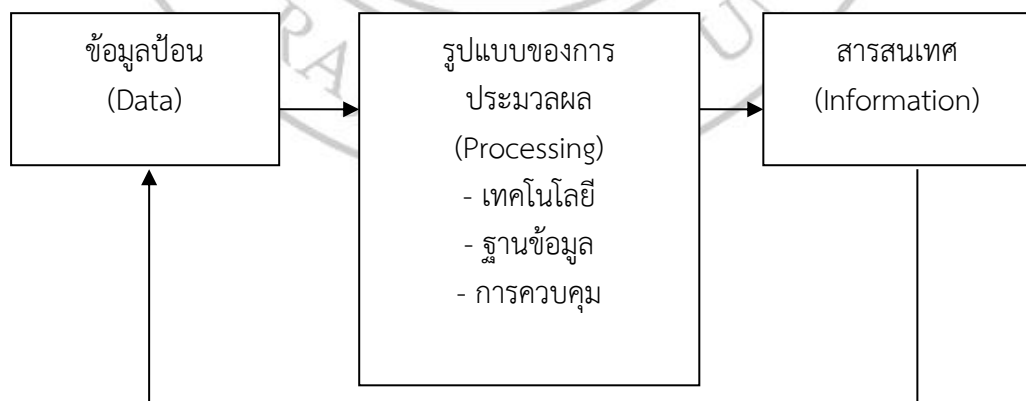 ข้อมูลป้อน
(Data)
รูปแบบของการ
ประมวลผล
(Processing)
- เทคโนโลยี
- ฐานข้อมูล
- การควบคุม
สารสนเทศ
(Information)